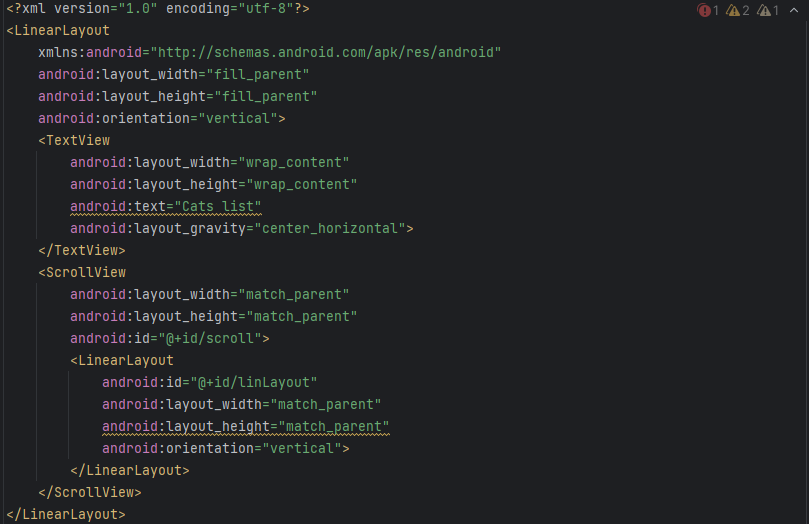 <?xml version="1.0" encoding="utf-8"?>
1 2 1
<LinearLayout
xmlns:android="http://schemas.android.com/apk/res/android"
android:layout_width="fill_parent"
android:layout_height="fill_parent"
android:orientation="vertical">
<TextView
android:layout_width="wrap_content"
android:layout_height="wrap_content"
android:text="Cats list"
android:layout_gravity="center_horizontal">
</TextView>
<ScrollView
android:layout_width="match_parent"
android:layout_height="match_parent"
android:id="@+id/scroll">
<LinearLayout
android:id="@+id/linLayout"
android:layout_width="match_parent"
android:layout_height="match_parent"
android:orientation="vertical">
</LinearLayout>
</ScrollView>
</LinearLayout>